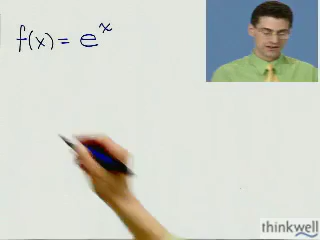 f(x) = e^x
thinkwell